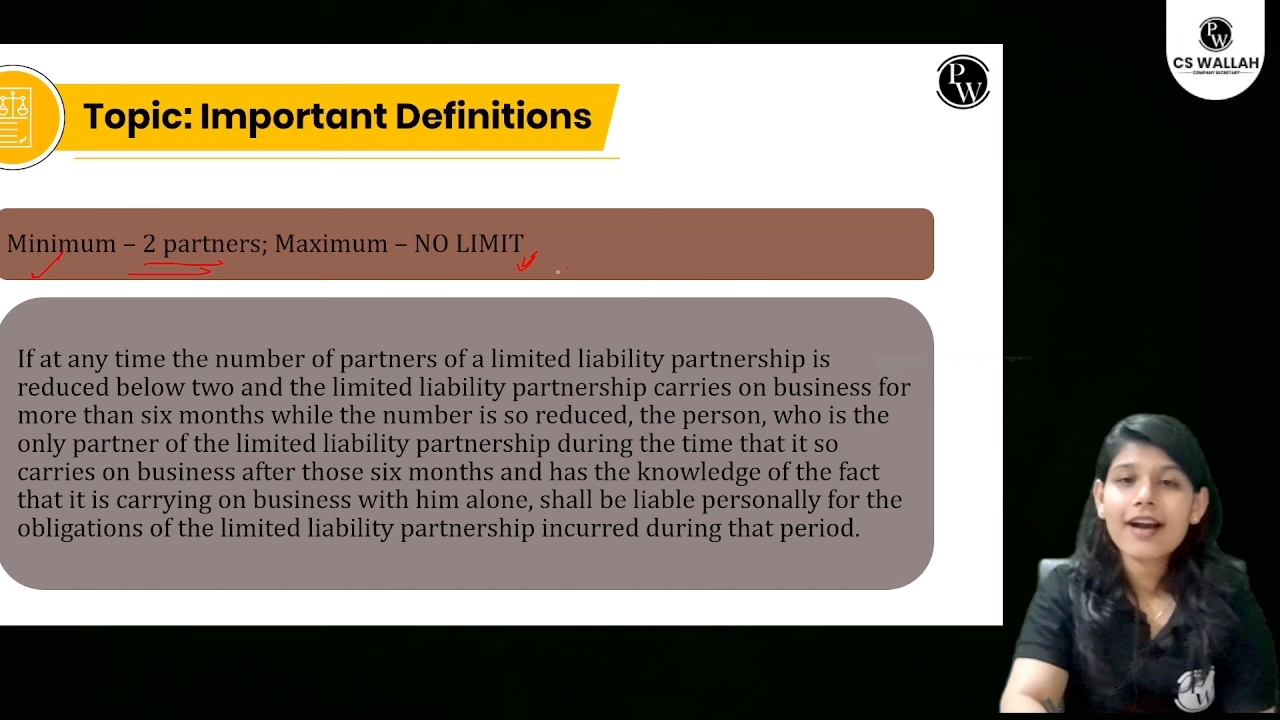 PW
CS WALLAH
COMPANY SECRETARY
PW
Topic: Important Definitions
Minimum – 2 partners; Maximum – NO LIMIT
If at any time the number of partners of a limited liability partnership is
reduced below two and the limited liability partnership carries on business for
more than six months while the number is so reduced, the person, who is the
only partner of the limited liability partnership during the time that it so
carries on business after those six months and has the knowledge of the fact
that it is carrying on business with him alone, shall be liable personally for the
obligations of the limited liability partnership incurred during that period.